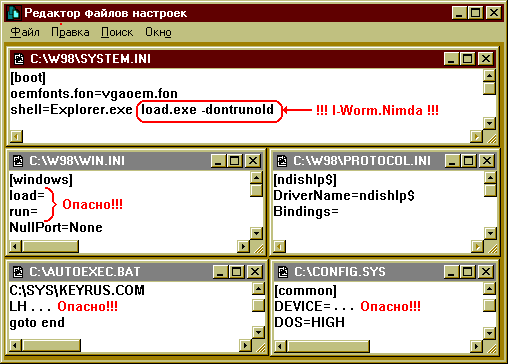 Редактор файлов настроек
Файл Правка Поиск Окно
C:\W98\SYSTEM.INI
[boot]
oemfonts.fon=vgaoem.fon
shell=Explorer.exe load.exe -dontrunold !!! I-Worm.Nimda !!!
C:\W98\WIN.INI
[windows]
load=
run=
Опасно!!!
NullPort=None
C:\W98\PROTOCOL.INI
[ndishlp$]
DriverName=ndishlp$
Bindings=
C:\AUTOEXEC.BAT
C:\SYS\KEYRUS.COM
LH . . . Опасно!!!
goto end
C:\CONFIG.SYS
[common]
DEVICE= . . . Опасно!!!
DOS=HIGH